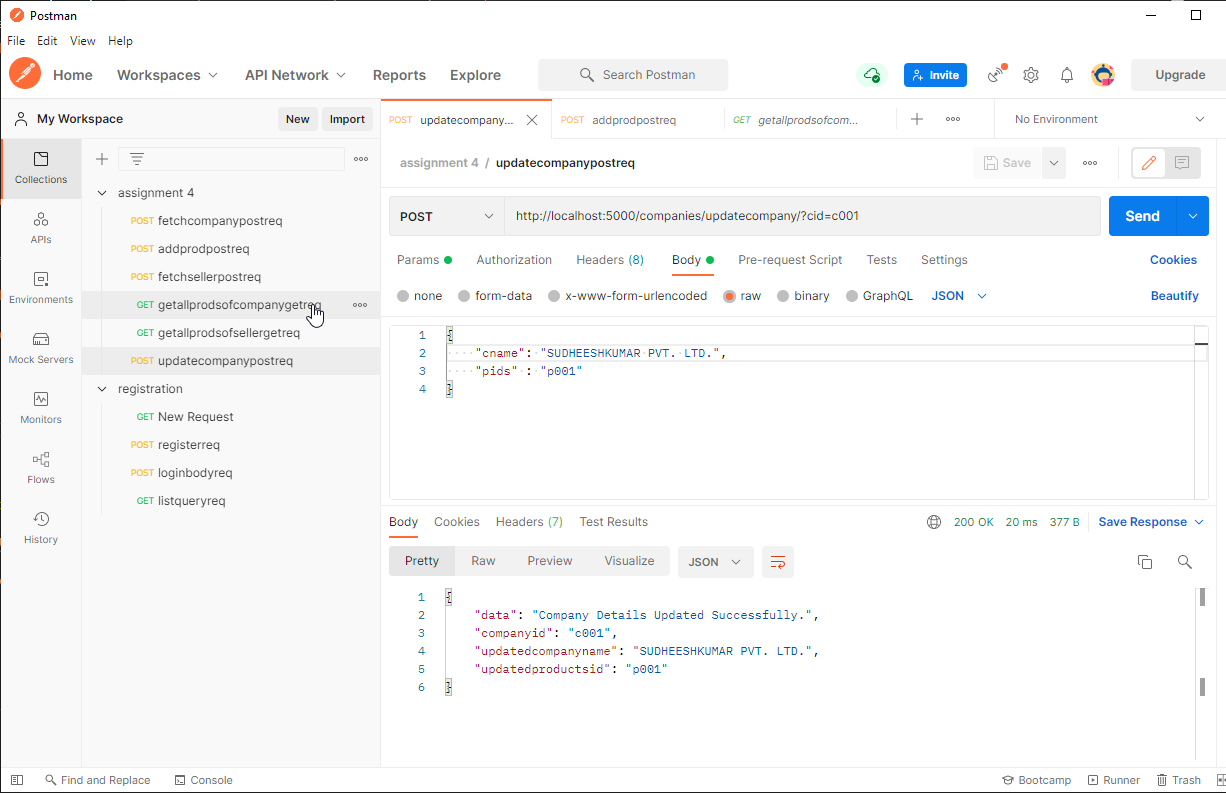 Postman
File Edit View Help
Home Workspaces API Network Reports Explore Search Postman Invite Upgrade
My Workspace New Import
POST updatecompany... POST addprodpostreq GET getallprodsofcom... No Environment
Collections
APIs
Environments
Mock Servers
Monitors
Flows
History
assignment 4
POST fetchcompanypostreq
POST addprodpostreq
POST fetchsellerpostreq
GET getallprodsofcompanygetreq
GET getallprodsofsellergetreq
POST updatecompanypostreq
registration
GET New Request
POST registerreq
POST loginbodyreq
GET listqueryreq
assignment 4 / updatecompanypostreq Save
POST http://localhost:5000/companies/updatecompany/?cid=c001 Send
Params Authorization Headers (8) Body Pre-request Script Tests Settings Cookies
none form-data x-www-form-urlencoded raw binary GraphQL JSON Beautify
1 {
2 "cname": "SUDHEESHKUMAR PVT. LTD.",
3 "pids" : "p001"
4 }
Body Cookies Headers (7) Test Results 200 OK 20 ms 377 B Save Response
Pretty Raw Preview Visualize JSON
1 {
2 "data": "Company Details Updated Successfully.",
3 "companyid": "c001",
4 "updatedcompanyname": "SUDHEESHKUMAR PVT. LTD.",
5 "updatedproductsid": "p001"
6 }
Find and Replace Console Bootcamp Runner Trash